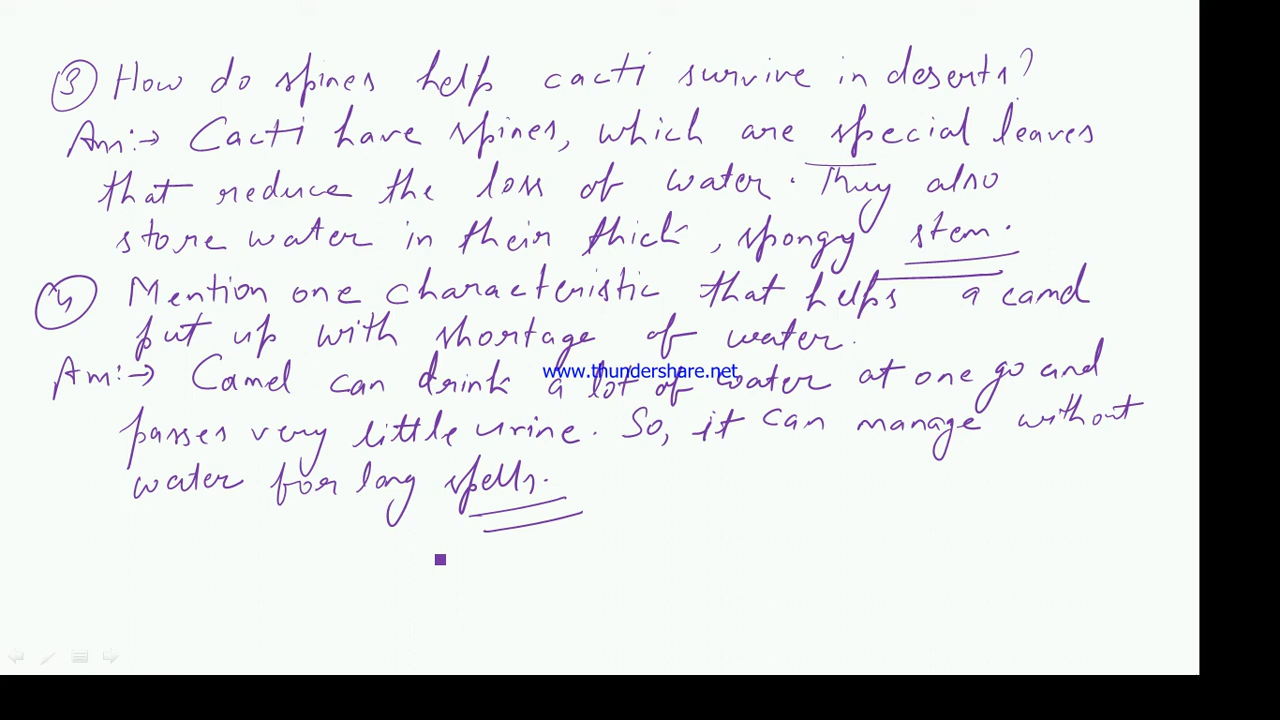 ③ How do spines help cacti survive in deserts?
Ans:→ Cacti have spines, which are special leaves
that reduce the loss of water. They also
store water in their thick, spongy stem.
④ Mention one characteristic that helps a camel
put up with shortage of water.
Ans:→ Camel can drink a lot of water at one go and
www.thundershare.net
passes very little urine. So, it can manage without
water for long spells.